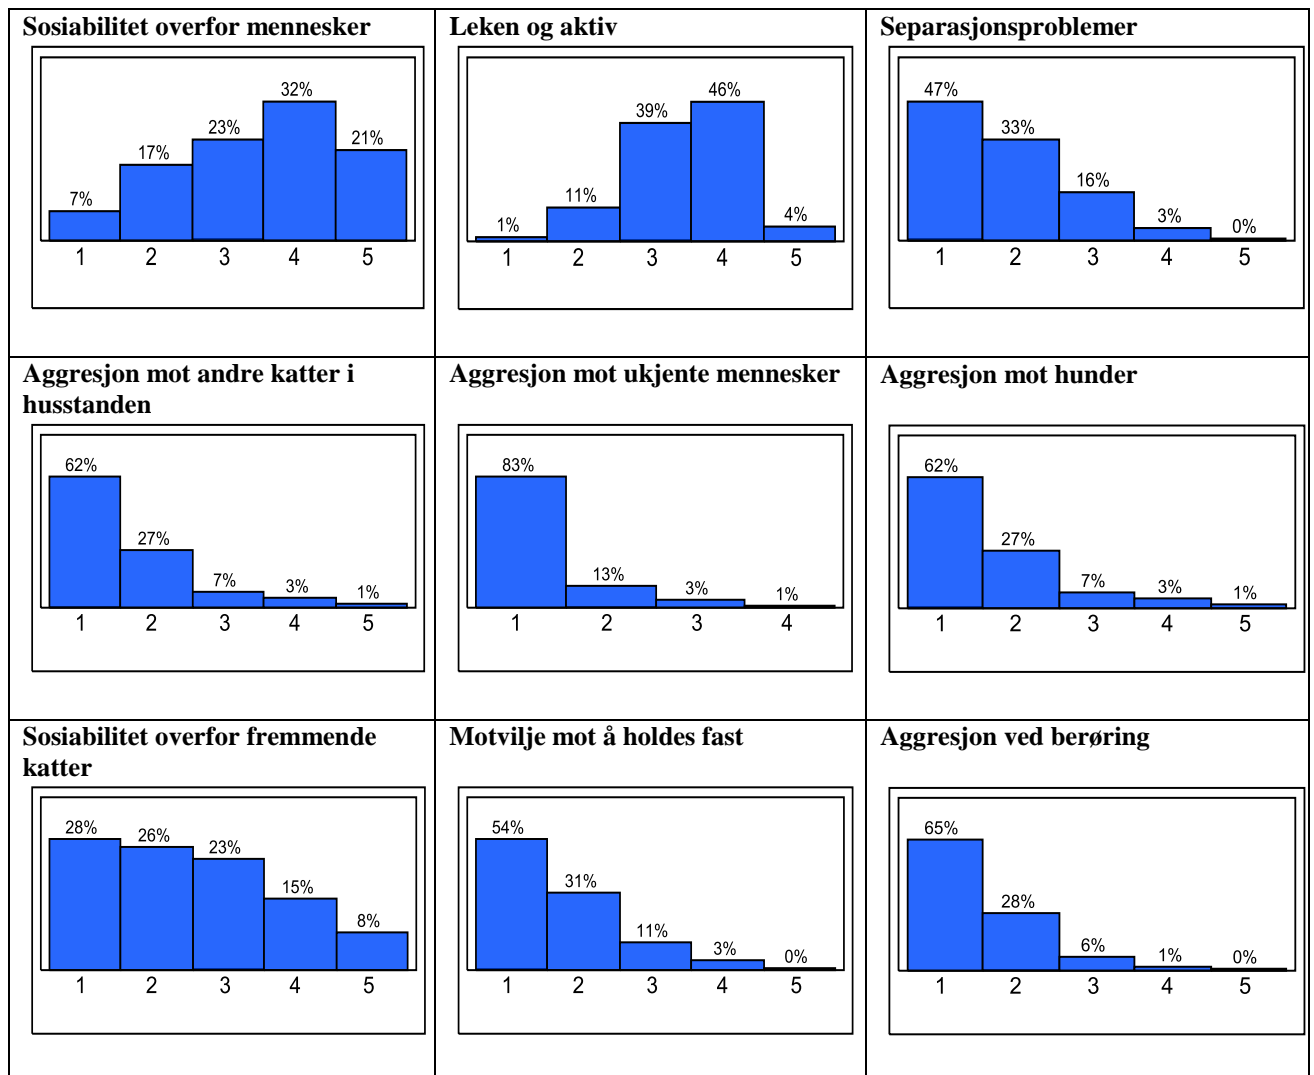 Sosiabilitet overfor mennesker
7%
17%
23%
32%
21%
1 2 3 4 5
Leken og aktiv
1%
11%
39%
46%
4%
1 2 3 4 5
Separasjonsproblemer
47%
33%
16%
3%
0%
1 2 3 4 5
Aggresjon mot andre katter i
husstanden
62%
27%
7%
3%
1%
1 2 3 4 5
Aggresjon mot ukjente mennesker
83%
13%
3%
1%
1 2 3 4
Aggresjon mot hunder
62%
27%
7%
3%
1%
1 2 3 4 5
Sosiabilitet overfor fremmende
katter
28%
26%
23%
15%
8%
1 2 3 4 5
Motvilje mot å holdes fast
54%
31%
11%
3%
0%
1 2 3 4 5
Aggresjon ved berøring
65%
28%
6%
1%
0%
1 2 3 4 5